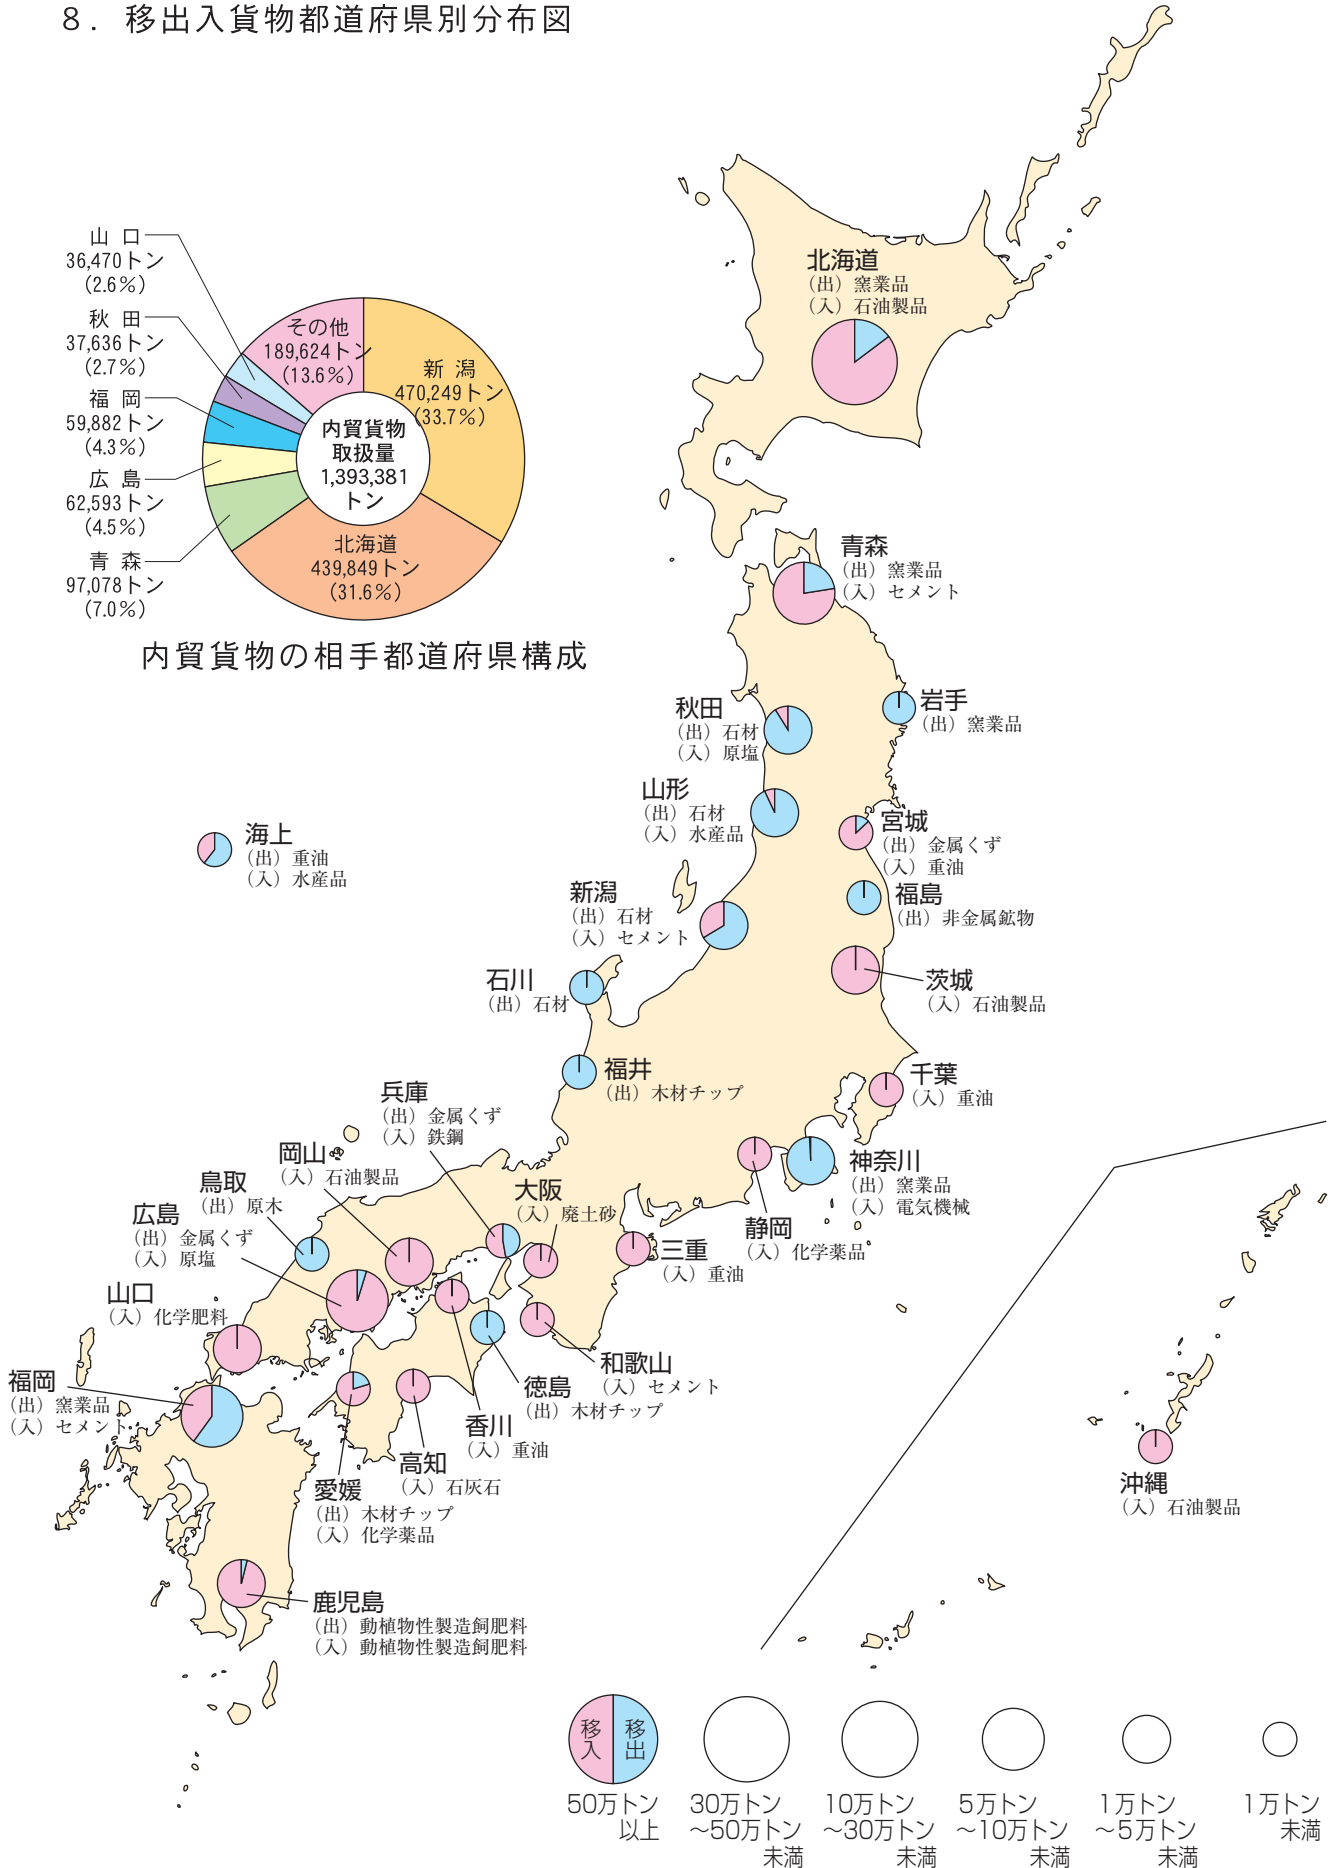 8．移出入貨物都道府県別分布図
山口
36,470トン
(2.6%)
秋田
37,636トン
(2.7%)
福岡
59,882トン
(4.3%)
広島
62,593トン
(4.5%)
青森
97,078トン
(7.0%)
その他
189,624トン
(13.6%)
新潟
470,249トン
(33.7%)
北海道
439,849トン
(31.6%)
内貿貨物
取扱量
1,393,381
トン
内貿貨物の相手都道府県構成
北海道
（出）窯業品
（入）石油製品
青森
（出）窯業品
（入）セメント
岩手
（出）窯業品
秋田
（出）石材
（入）原塩
山形
（出）石材
（入）水産品
宮城
（出）金属くず
（入）重油
海上
（出）重油
（入）水産品
新潟
（出）石材
（入）セメント
福島
（出）非金属鉱物
石川
（出）石材
茨城
（入）石油製品
福井
（出）木材チップ
千葉
（入）重油
兵庫
（出）金属くず
（入）鉄鋼
岡山
（入）石油製品
神奈川
（出）窯業品
（入）電気機械
鳥取
（出）原木
大阪
（入）廃土砂
広島
（出）金属くず
（入）原塩
静岡
（入）化学薬品
三重
（入）重油
山口
（入）化学肥料
和歌山
（入）セメント
福岡
（出）窯業品
（入）セメント
徳島
（出）木材チップ
香川
（入）重油
高知
（入）石灰石
愛媛
（出）木材チップ
（入）化学薬品
沖縄
（入）石油製品
鹿児島
（出）動植物性製造飼肥料
（入）動植物性製造飼肥料
移入
移出
50万トン
以上
30万トン
～50万トン
未満
10万トン
～30万トン
未満
5万トン
～10万トン
未満
1万トン
～5万トン
未満
1万トン
未満